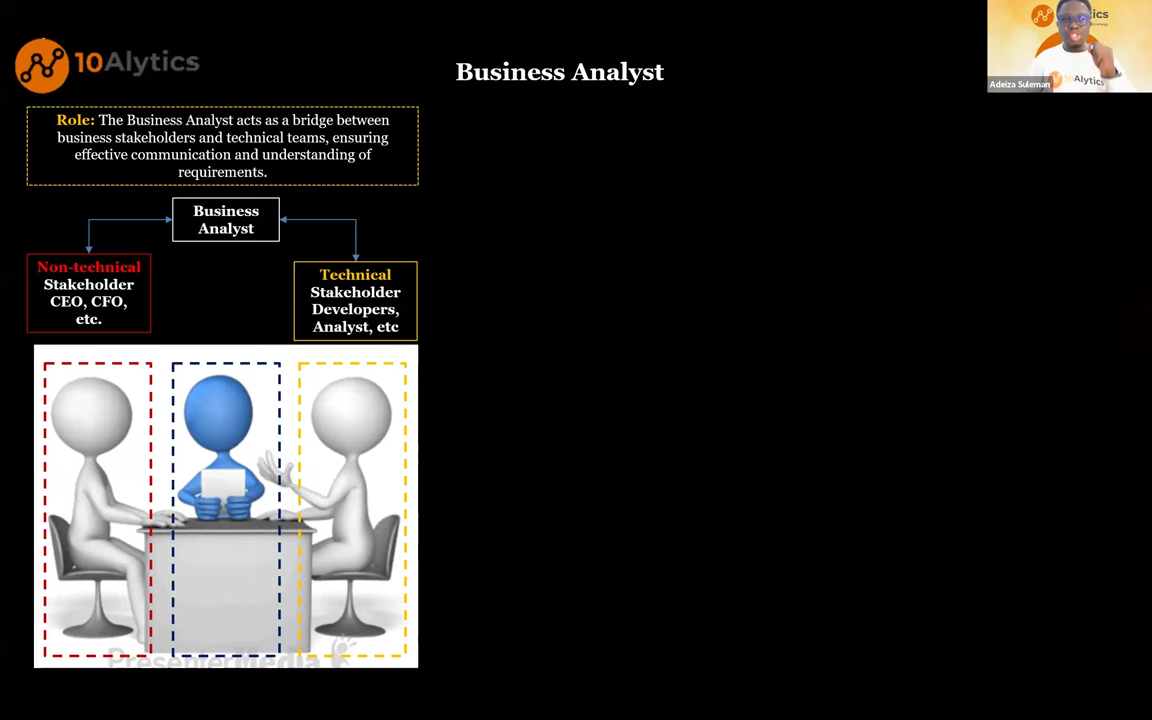 10Alytics
Business Analyst
Adeiza Suleman
10Alytics
Role: The Business Analyst acts as a bridge between
business stakeholders and technical teams, ensuring
effective communication and understanding of
requirements.
Business
Analyst
Non-technical
Stakeholder
CEO, CFO,
etc.
Technical
Stakeholder
Developers,
Analyst, etc
PresenterMedia